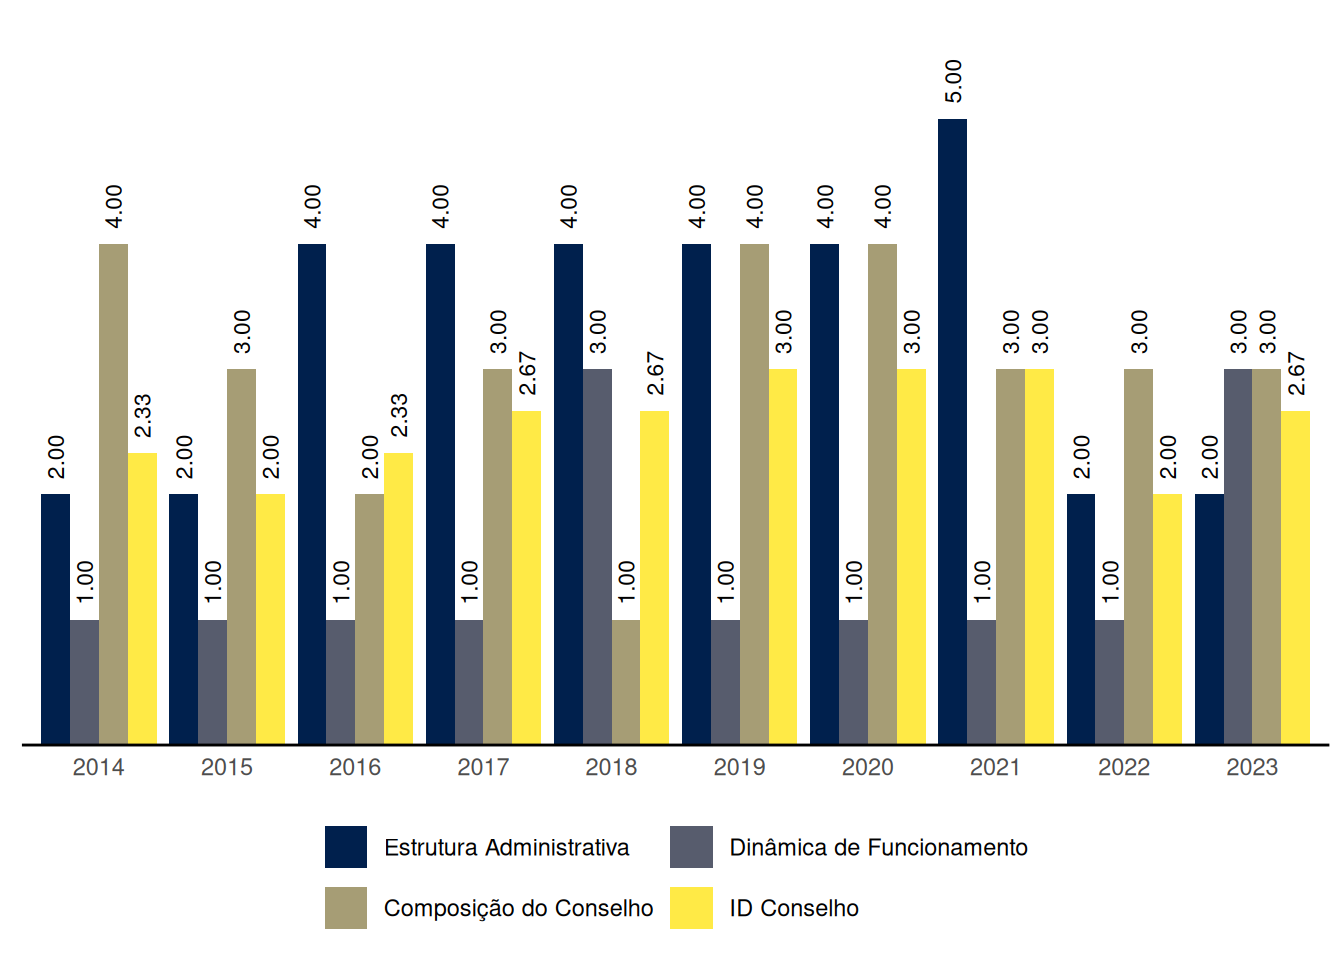 5.00
4.00 4.00 4.00 4.00 4.00 4.00 4.00 4.00
3.00 3.00 3.00 3.00 3.00 3.00 3.00 3.00 3.00 3.00
2.67 2.67 2.67
2.33 2.33
2.00 2.00 2.00 2.00 2.00 2.00 2.00
1.00 1.00 1.00 1.00 1.00 1.00 1.00 1.00 1.00
2014 2015 2016 2017 2018 2019 2020 2021 2022 2023
Estrutura Administrativa Dinâmica de Funcionamento
Composição do Conselho ID Conselho